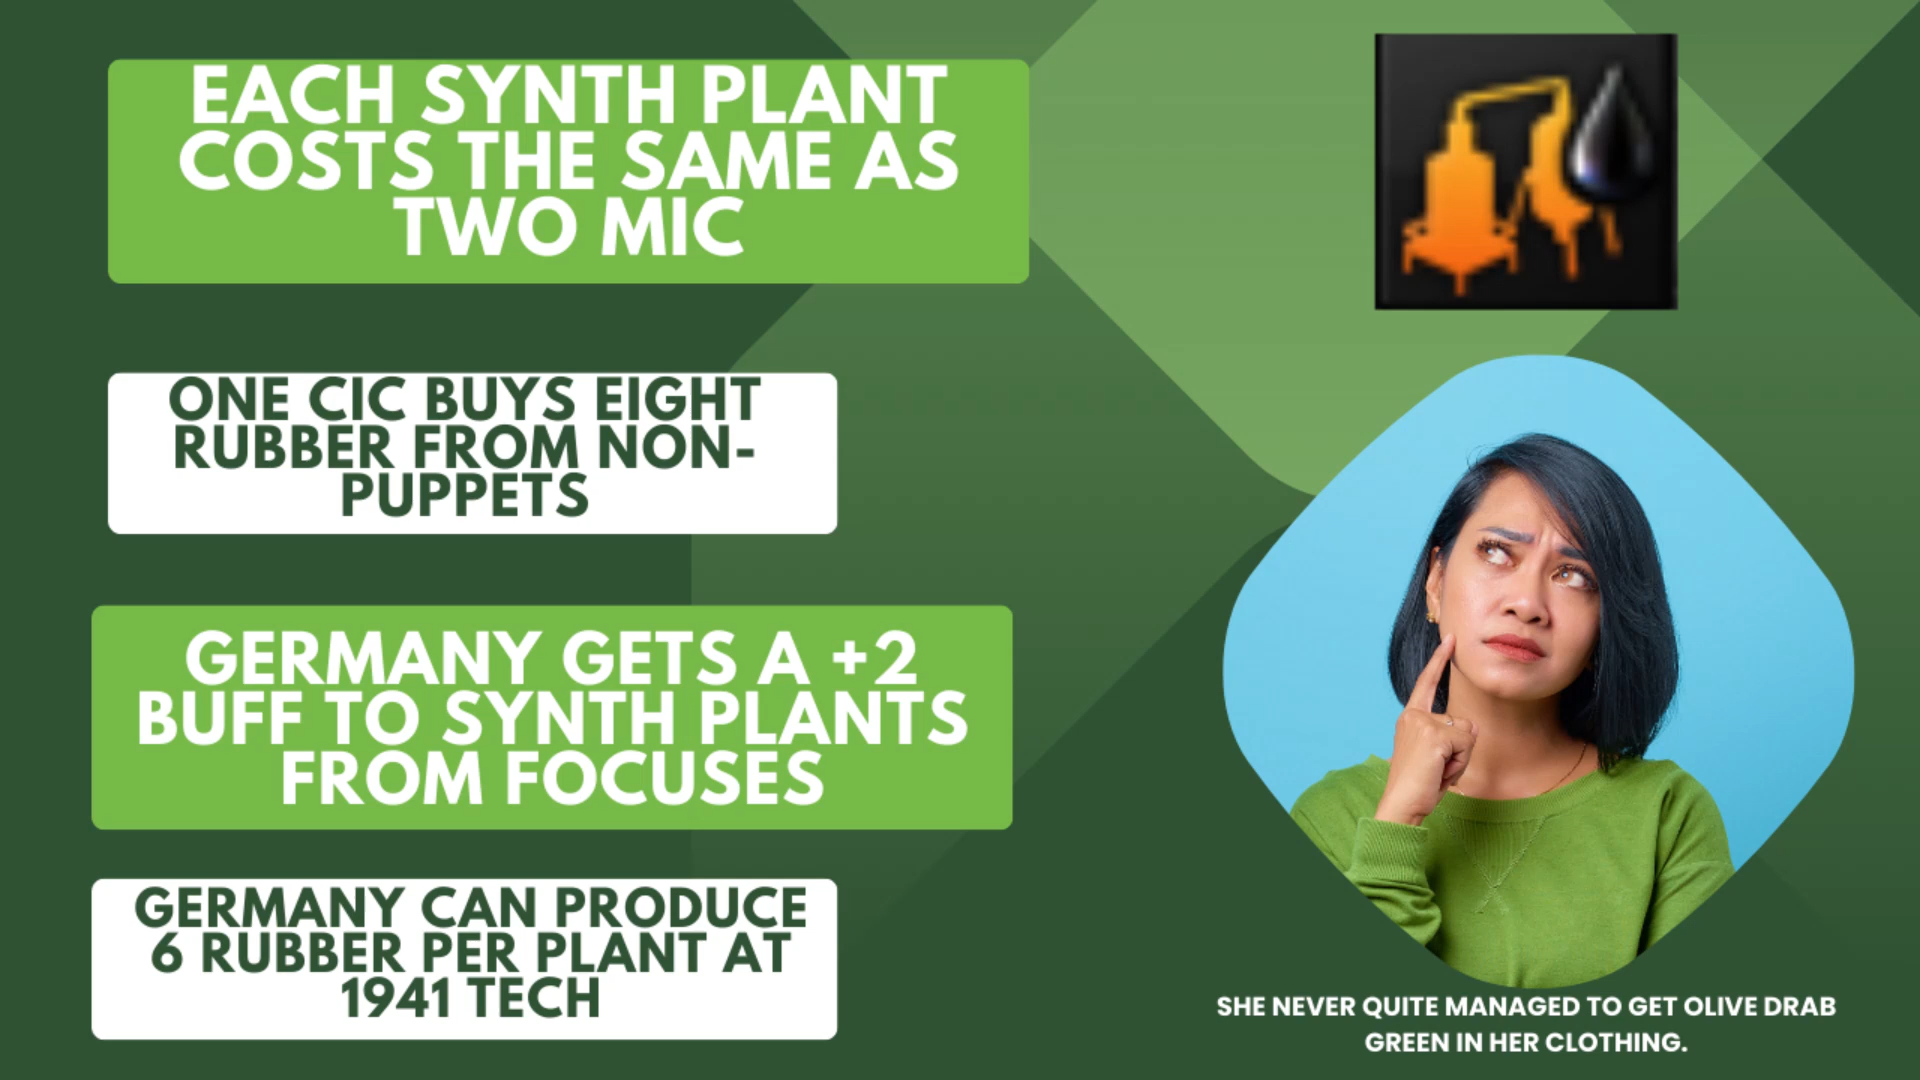 EACH SYNTH PLANT
COSTS THE SAME AS
TWO MIC
ONE CIC BUYS EIGHT
RUBBER FROM NON-
PUPPETS
GERMANY GETS A +2
BUFF TO SYNTH PLANTS
FROM FOCUSES
GERMANY CAN PRODUCE
6 RUBBER PER PLANT AT
1941 TECH
SHE NEVER QUITE MANAGED TO GET OLIVE DRAB
GREEN IN HER CLOTHING.